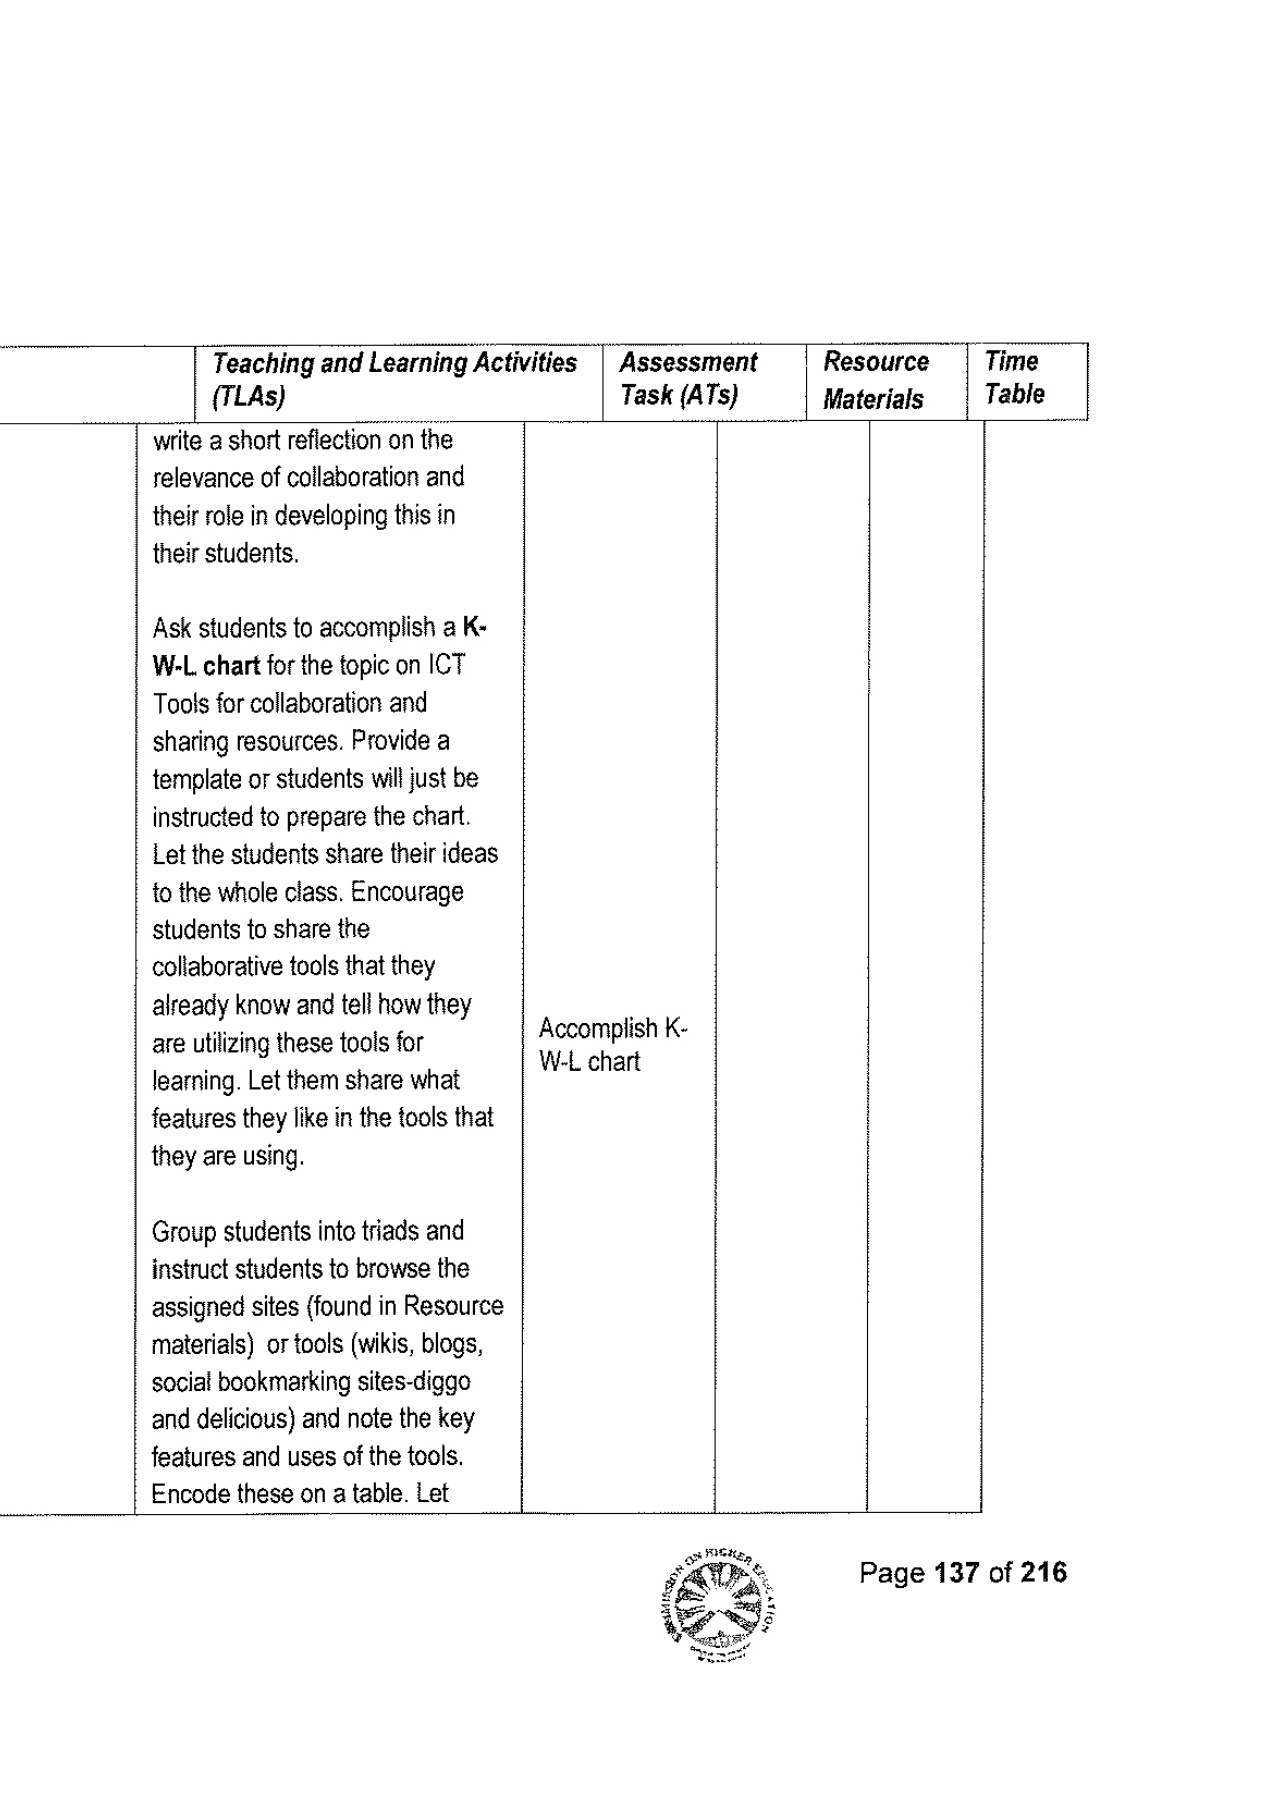 Teaching and Learning Activities
(TLAs)
Assessment
Task (ATs)
Resource
Materials
Time
Table
write a short reflection on the
relevance of collaboration and
their role in developing this in
their students.
Ask students to accomplish a K-
W-L chart for the topic on ICT
Tools for collaboration and
sharing resources. Provide a
template or students will just be
instructed to prepare the chart.
Let the students share their ideas
to the whole class. Encourage
students to share the
collaborative tools that they
already know and tell how they
are utilizing these tools for
learning. Let them share what
features they like in the tools that
they are using.
Group students into triads and
instruct students to browse the
assigned sites (found in Resource
materials) or tools (wikis, blogs,
social bookmarking sites-diggo
and delicious) and note the key
features and uses of the tools.
Encode these on a table. Let
Accomplish K-
W-L chart
COMMISSION ON HIGHER EDUCATION
Page 137 of 216